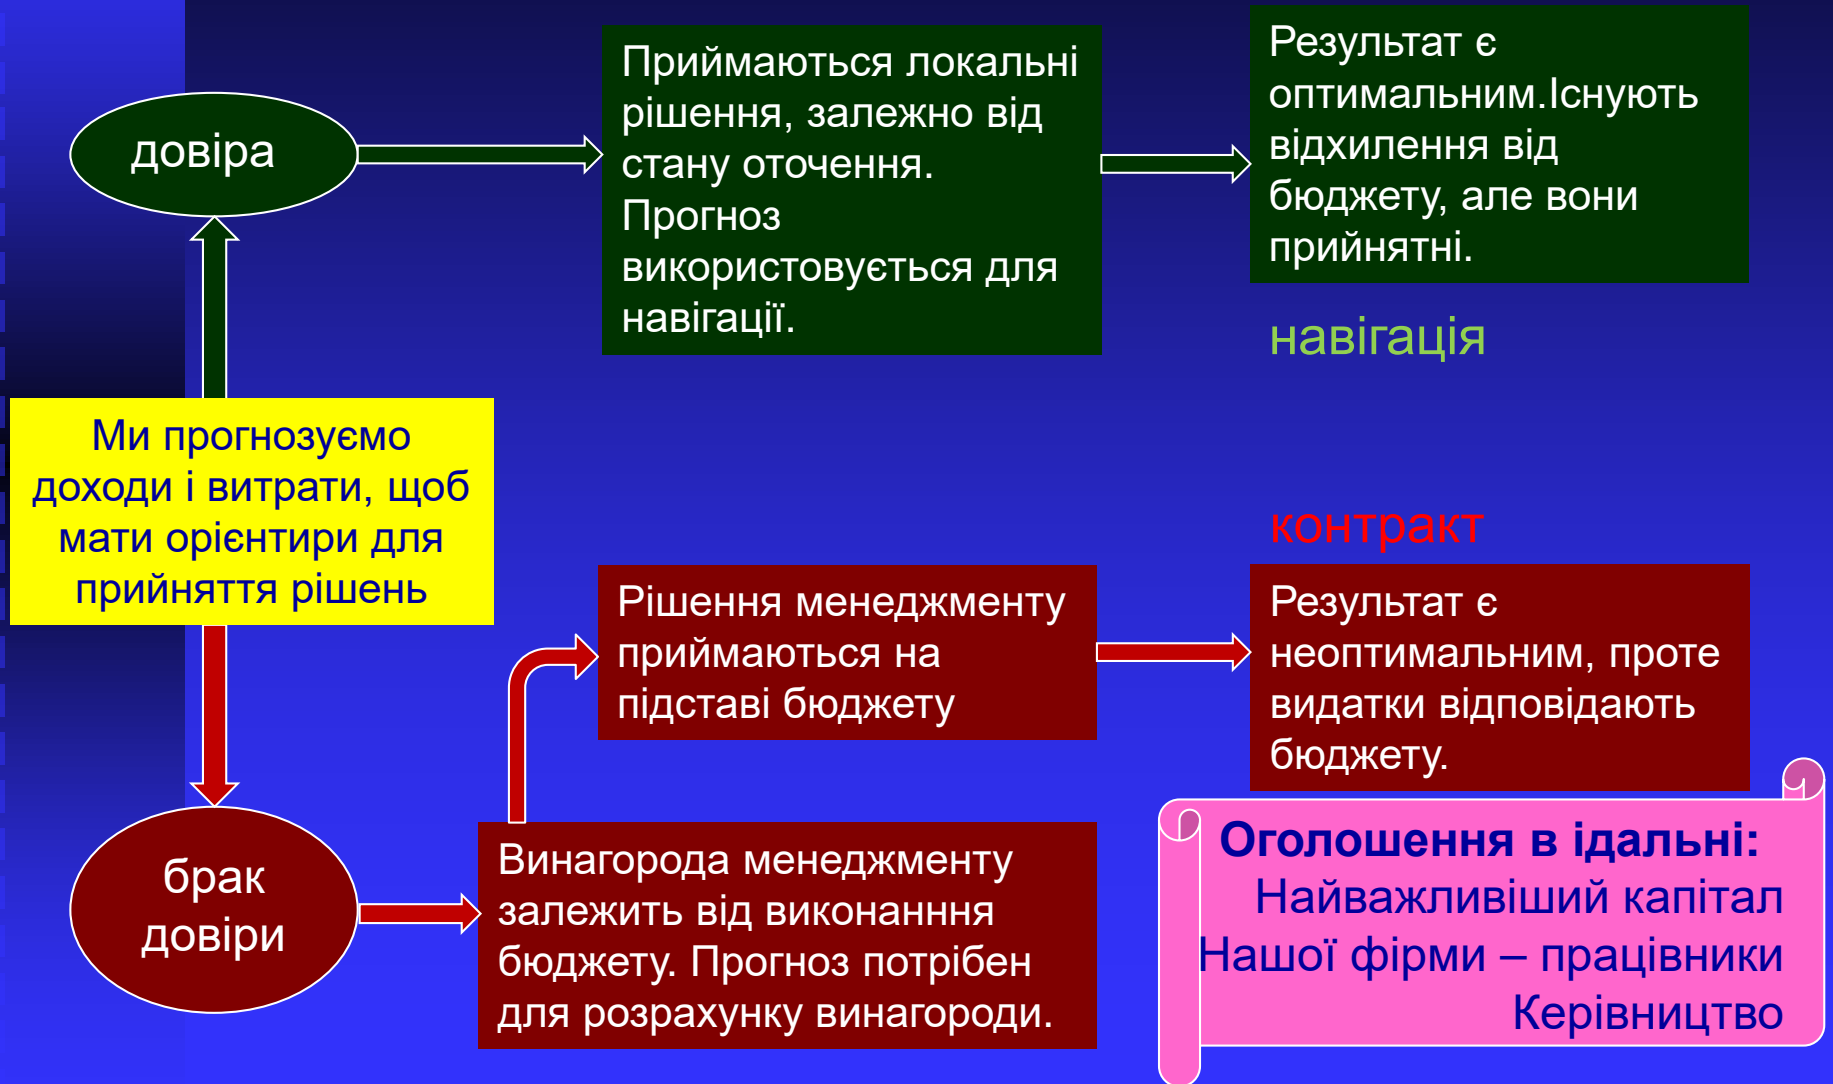 довіра
Приймаються локальні
рішення, залежно від
стану оточення.
Прогноз
використовується для
навігації.
Результат є
оптимальним.Існують
відхилення від
бюджету, але вони
прийнятні.
навігація
Ми прогнозуємо
доходи і витрати, щоб
мати орієнтири для
прийняття рішень
контракт
Рішення менеджменту
приймаються на
підставі бюджету
Результат є
неоптимальним, проте
видатки відповідають
бюджету.
брак
довіри
Винагорода менеджменту
залежить від виконанння
бюджету. Прогноз потрібен
для розрахунку винагороди.
Оголошення в ідальні:
Найважливіший капітал
Нашої фірми – працівники
Керівництво